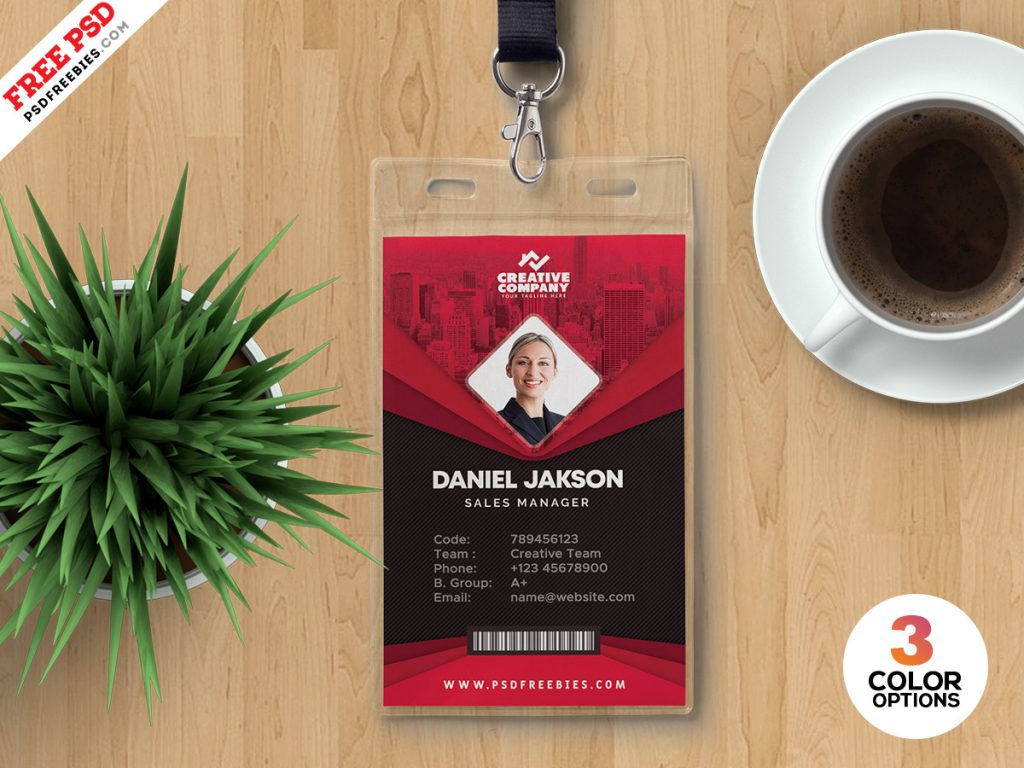 FREE PSD
PSDFREEBIES.COM
CREATIVE
COMPANY
YOUR TAGLINE HERE
DANIEL JAKSON
SALES MANAGER
Code: 789456123
Team : Creative Team
Phone: +123 45678900
B. Group: A+
Email: name@website.com
WWW.PSDFREEBIES.COM
3
COLOR
OPTIONS